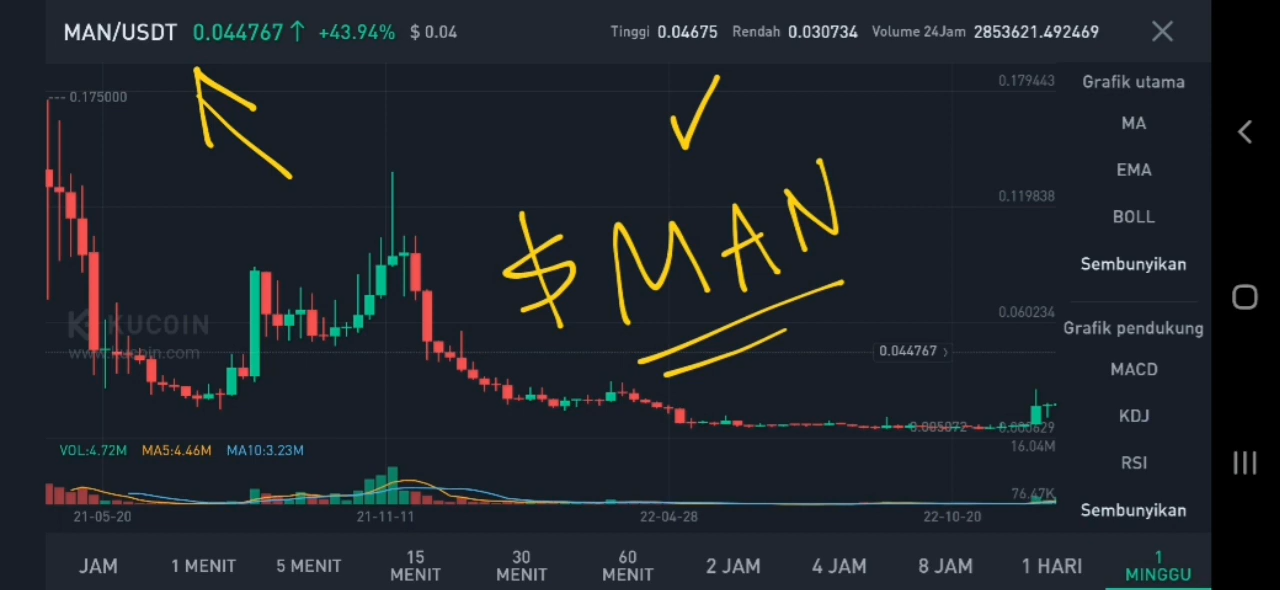 MAN/USDT 0.044767↑ +43.94% $ 0.04 Tinggi 0.04675 Rendah 0.030734 Volume 24Jam 2853621.492469
0.179443
0.175000
Grafik utama
MA
EMA
BOLL
Sembunyikan
0.119838
$MAN
0.060234
KUCOIN
www.kucoin.com
0.044767
Grafik pendukung
MACD
KDJ
RSI
Sembunyikan
0.005072
16.04M
VOL:4.72M MA5:4.46M MA10:3.23M
76.47K
21-05-20 21-11-11 22-04-28 22-10-20
JAM
1 MENIT
5 MENIT
15
MENIT
30
MENIT
60
MENIT
2 JAM
4 JAM
8 JAM
1 HARI
1
MINGGU